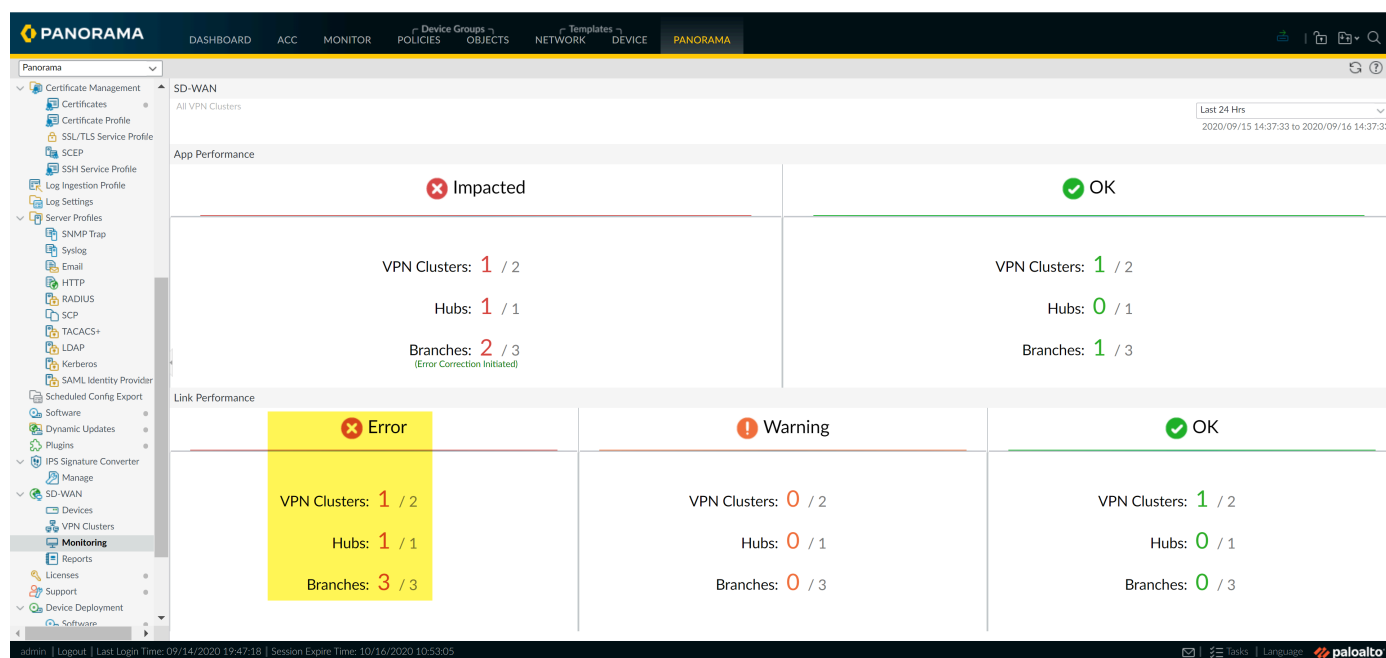 PANORAMA
DASHBOARD ACC MONITOR Device Groups POLICIES OBJECTS Templates NETWORK DEVICE PANORAMA
Panorama
Certificate Management
Certificates
Certificate Profile
SSL/TLS Service Profile
SCEP
SSH Service Profile
Log Ingestion Profile
Log Settings
Server Profiles
SNMP Trap
Syslog
Email
HTTP
RADIUS
SCP
TACACS+
LDAP
Kerberos
SAML Identity Provider
Scheduled Config Export
Software
Dynamic Updates
Plugins
IPS Signature Converter
Manage
SD-WAN
Devices
VPN Clusters
Monitoring
Reports
Licenses
Support
Device Deployment
Software
SD-WAN
All VPN Clusters
Last 24 Hrs
2020/09/15 14:37:33 to 2020/09/16 14:37:33
App Performance
Impacted
VPN Clusters: 1 / 2
Hubs: 1 / 1
Branches: 2 / 3
(Error Correction Initiated)
OK
VPN Clusters: 1 / 2
Hubs: 0 / 1
Branches: 1 / 3
Link Performance
Error
VPN Clusters: 1 / 2
Hubs: 1 / 1
Branches: 3 / 3
Warning
VPN Clusters: 0 / 2
Hubs: 0 / 1
Branches: 0 / 3
OK
VPN Clusters: 1 / 2
Hubs: 0 / 1
Branches: 0 / 3
admin | Logout | Last Login Time: 09/14/2020 19:47:18 | Session Expire Time: 10/16/2020 10:53:05
Tasks | Language paloalto